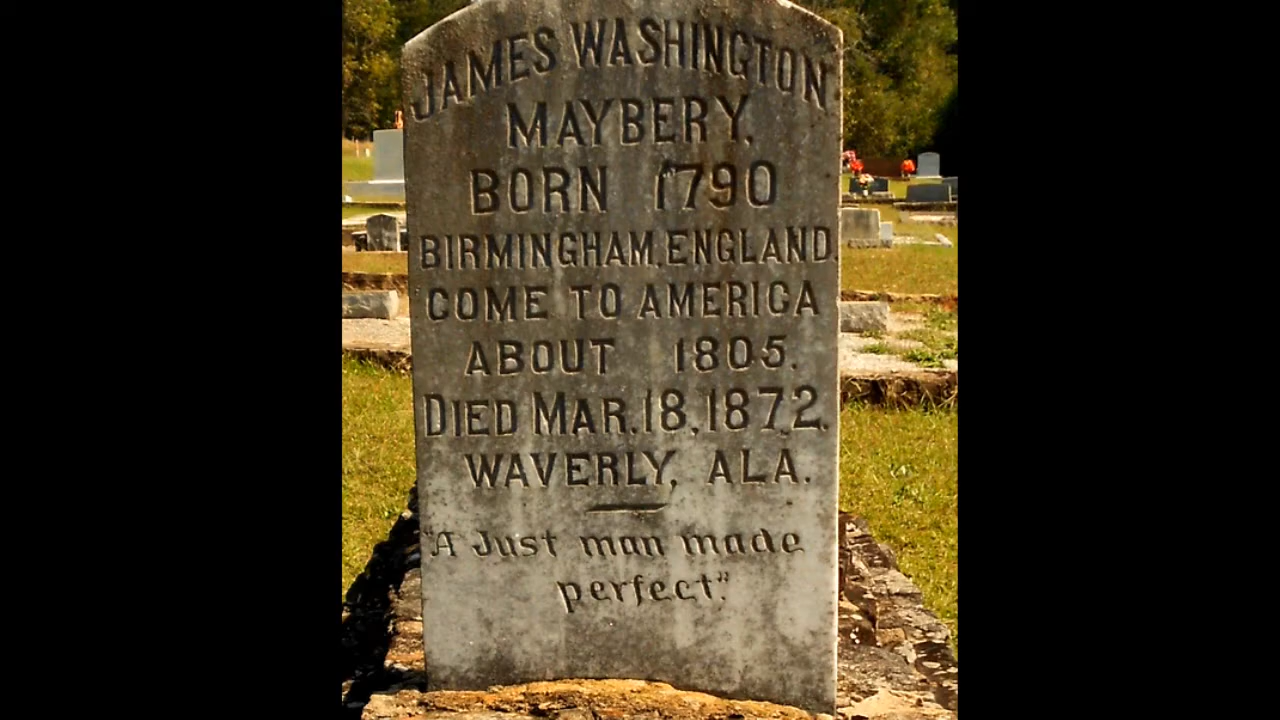 JAMES WASHINGTON
MAYBERY.
BORN 1790
BIRMINGHAM, ENGLAND.
COME TO AMERICA
ABOUT 1805.
DIED MAR. 18, 1872.
WAVERLY, ALA.
"A Just man made
perfect."